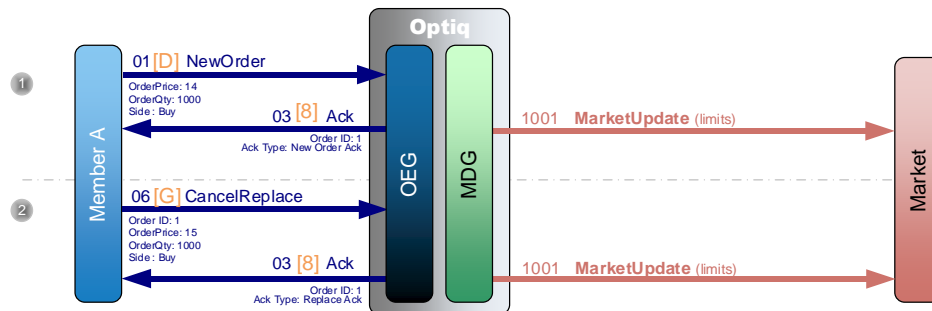 Optiq
01 [D] NewOrder
1
OrderPrice: 14
OrderQty: 1000
Side : Buy
03 [8] Ack
1001 MarketUpdate (limits)
Order ID: 1
Ack Type: New Order Ack
Member A
OEG
MDG
Market
06 [G] CancelReplace
2
Order ID: 1
OrderPrice: 15
OrderQty: 1000
Side : Buy
03 [8] Ack
1001 MarketUpdate (limits)
Order ID: 1
Ack Type: Replace Ack